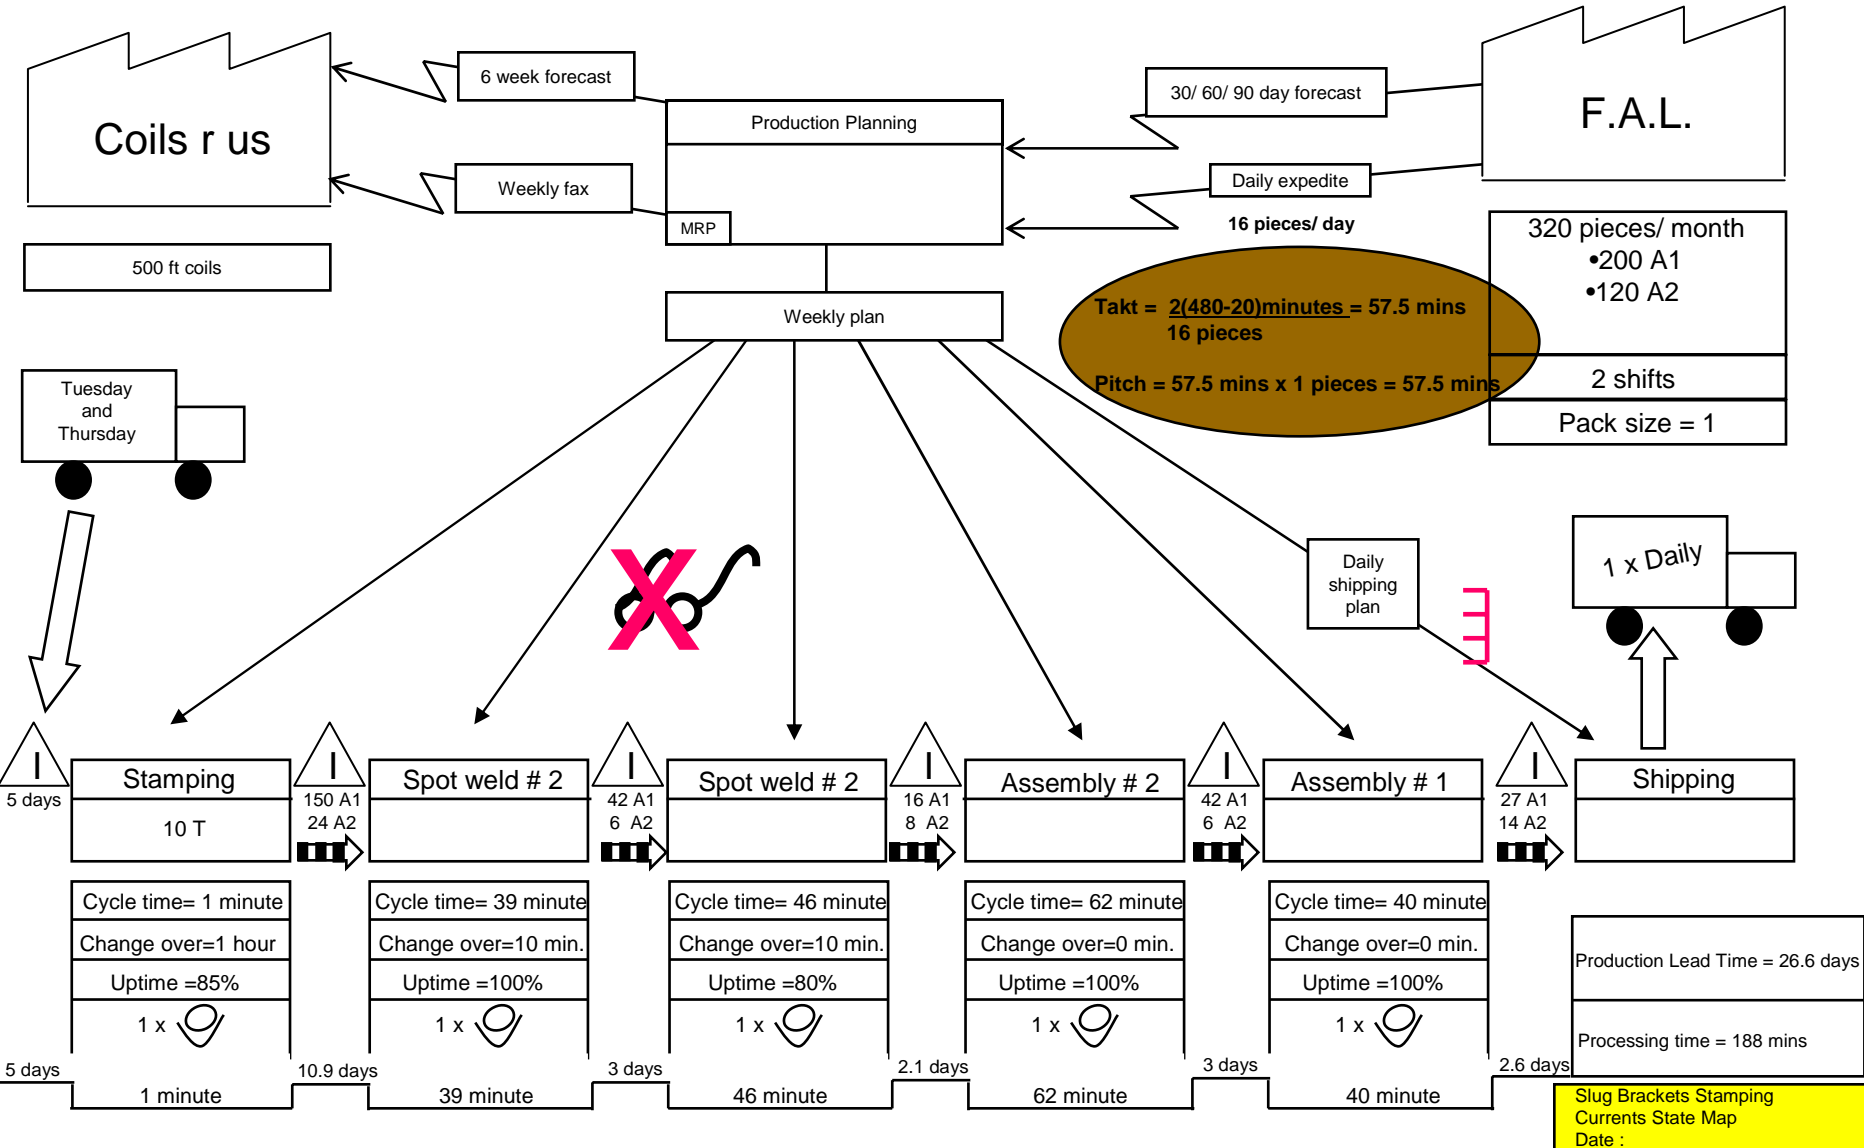 Coils r us
6 week forecast
Weekly fax
500 ft coils
Production Planning
MRP
Weekly plan
30/ 60/ 90 day forecast
Daily expedite
16 pieces/ day
F.A.L.
320 pieces/ month
•200 A1
•120 A2
2 shifts
Pack size = 1
Takt = 2(480-20)minutes = 57.5 mins
16 pieces
Pitch = 57.5 mins x 1 pieces = 57.5 mins
Tuesday
and
Thursday
Daily
shipping
plan
1 x Daily
I
5 days
Stamping
10 T
I
150 A1
24 A2
Spot weld # 2
I
42 A1
6 A2
Spot weld # 2
I
16 A1
8 A2
Assembly # 2
I
42 A1
6 A2
Assembly # 1
I
27 A1
14 A2
Shipping
Cycle time= 1 minute
Change over=1 hour
Uptime =85%
1 x
Cycle time= 39 minute
Change over=10 min.
Uptime =100%
1 x
Cycle time= 46 minute
Change over=10 min.
Uptime =80%
1 x
Cycle time= 62 minute
Change over=0 min.
Uptime =100%
1 x
Cycle time= 40 minute
Change over=0 min.
Uptime =100%
1 x
Production Lead Time = 26.6 days
Processing time = 188 mins
5 days
1 minute
10.9 days
39 minute
3 days
46 minute
2.1 days
62 minute
3 days
40 minute
2.6 days
Slug Brackets Stamping
Currents State Map
Date :